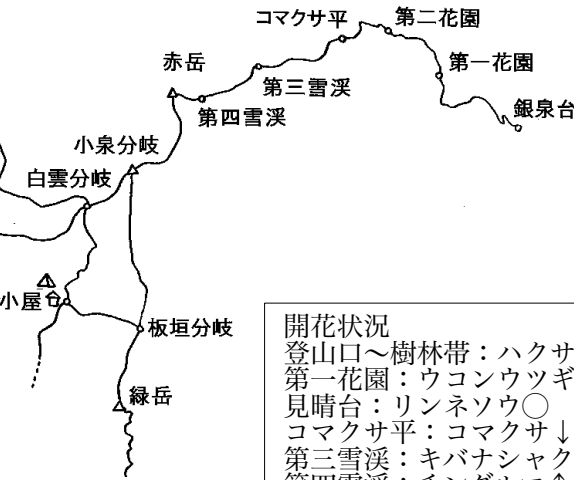 コマクサ平
第二花園
赤岳
第一花園
第三雪渓
銀泉台
第四雪渓
小泉分岐
白雲分岐
小屋
板垣分岐
緑岳
開花状況
登山口～樹林帯：ハクサ
第一花園：ウコンウツギ
見晴台：リンネソウ○
コマクサ平：コマクサ↓
第三雪渓：キバナシャク